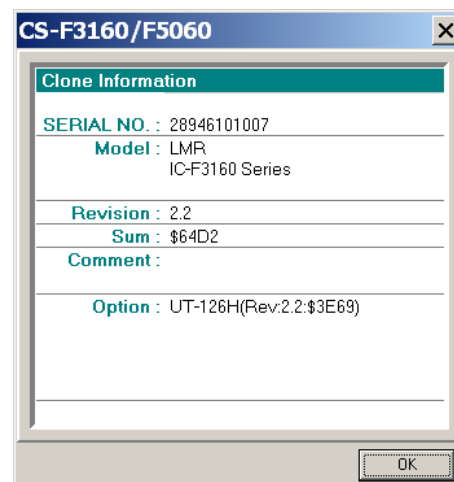 CS-F3160/F5060
Clone Information
SERIAL NO. : 28946101007
Model : LMR
IC-F3160 Series
Revision : 2.2
Sum : $64D2
Comment :
Option : UT-126H(Rev:2.2:$3E69)
OK